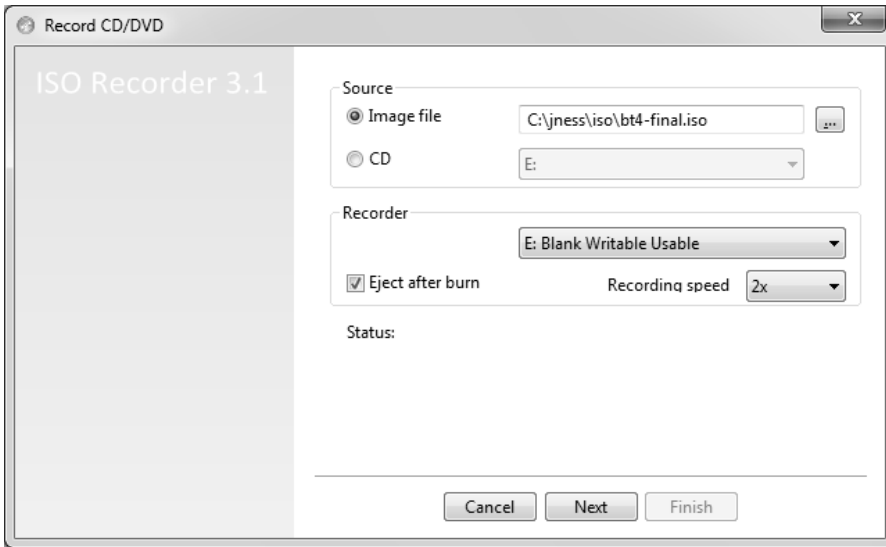 Record CD/DVD
x
ISO Recorder 3.1
Source
Image file C:\jness\iso\bt4-final.iso ...
CD E:
Recorder
E: Blank Writable Usable
Eject after burn Recording speed 2x
Status:
Cancel Next Finish